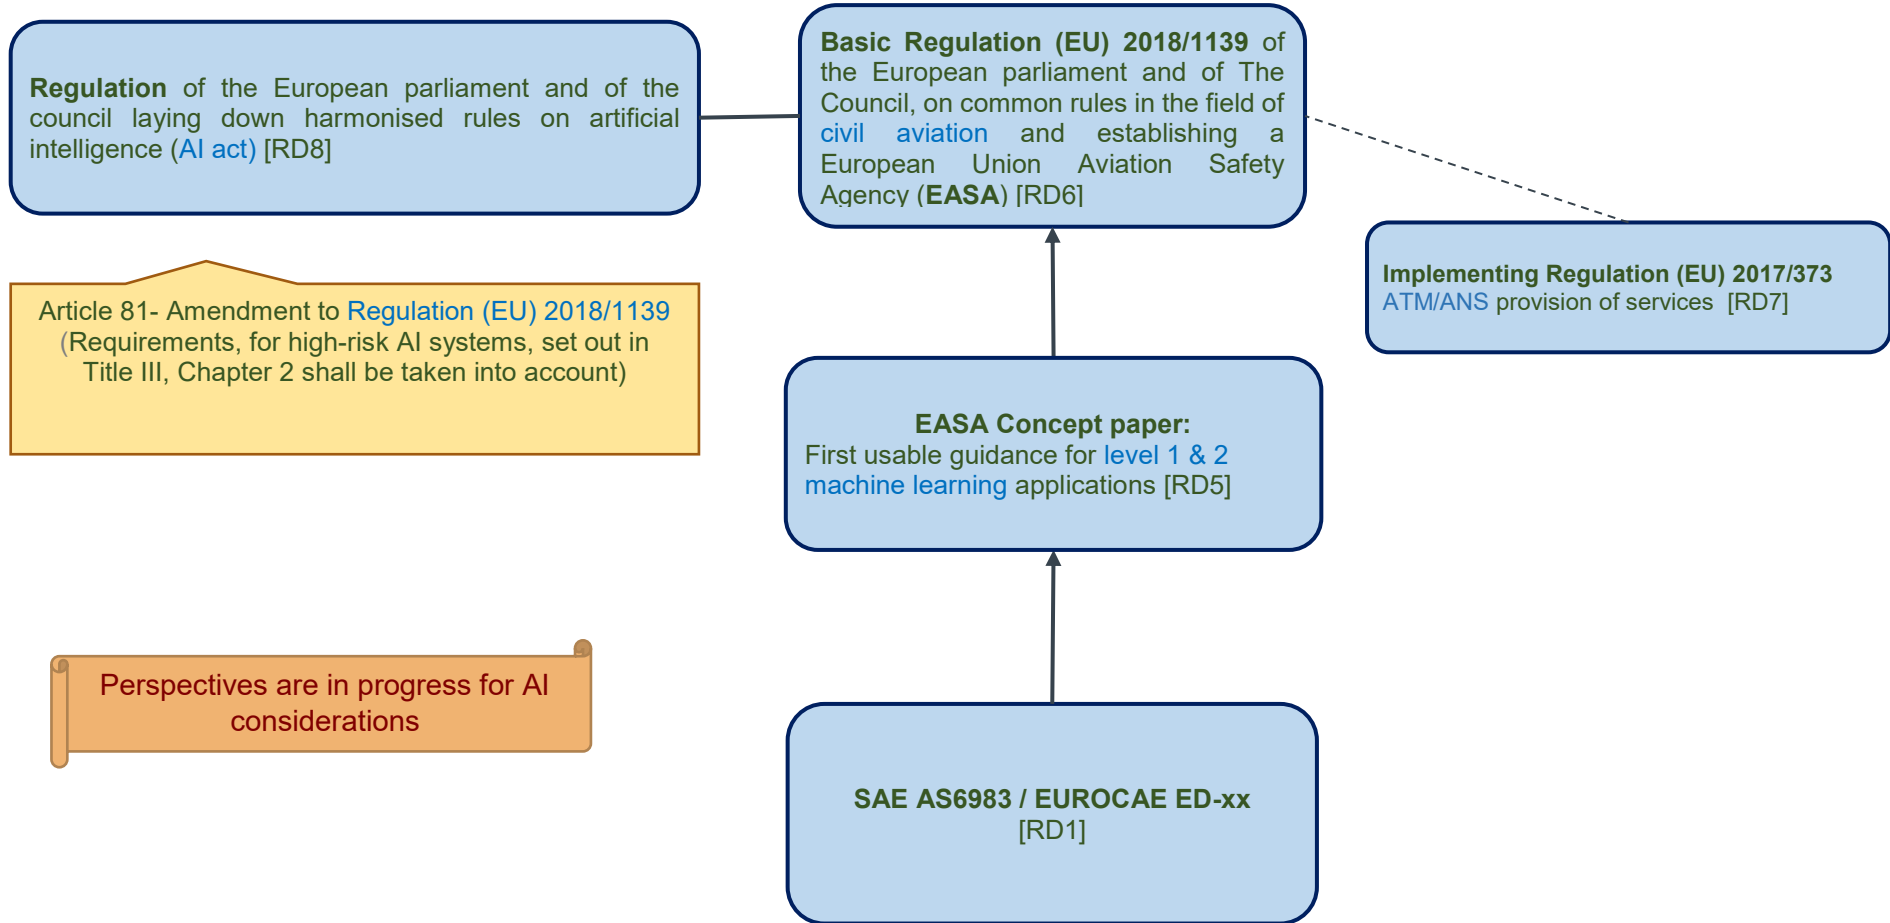 Regulation of the European parliament and of the
council laying down harmonised rules on artificial
intelligence (AI act) [RD8]
Basic Regulation (EU) 2018/1139 of
the European parliament and of The
Council, on common rules in the field of
civil aviation and establishing a
European Union Aviation Safety
Agency (EASA) [RD6]
Implementing Regulation (EU) 2017/373
ATM/ANS provision of services [RD7]
Article 81- Amendment to Regulation (EU) 2018/1139
(Requirements, for high-risk AI systems, set out in
Title III, Chapter 2 shall be taken into account)
EASA Concept paper:
First usable guidance for level 1 & 2
machine learning applications [RD5]
Perspectives are in progress for AI
considerations
SAE AS6983 / EUROCAE ED-xx
[RD1]